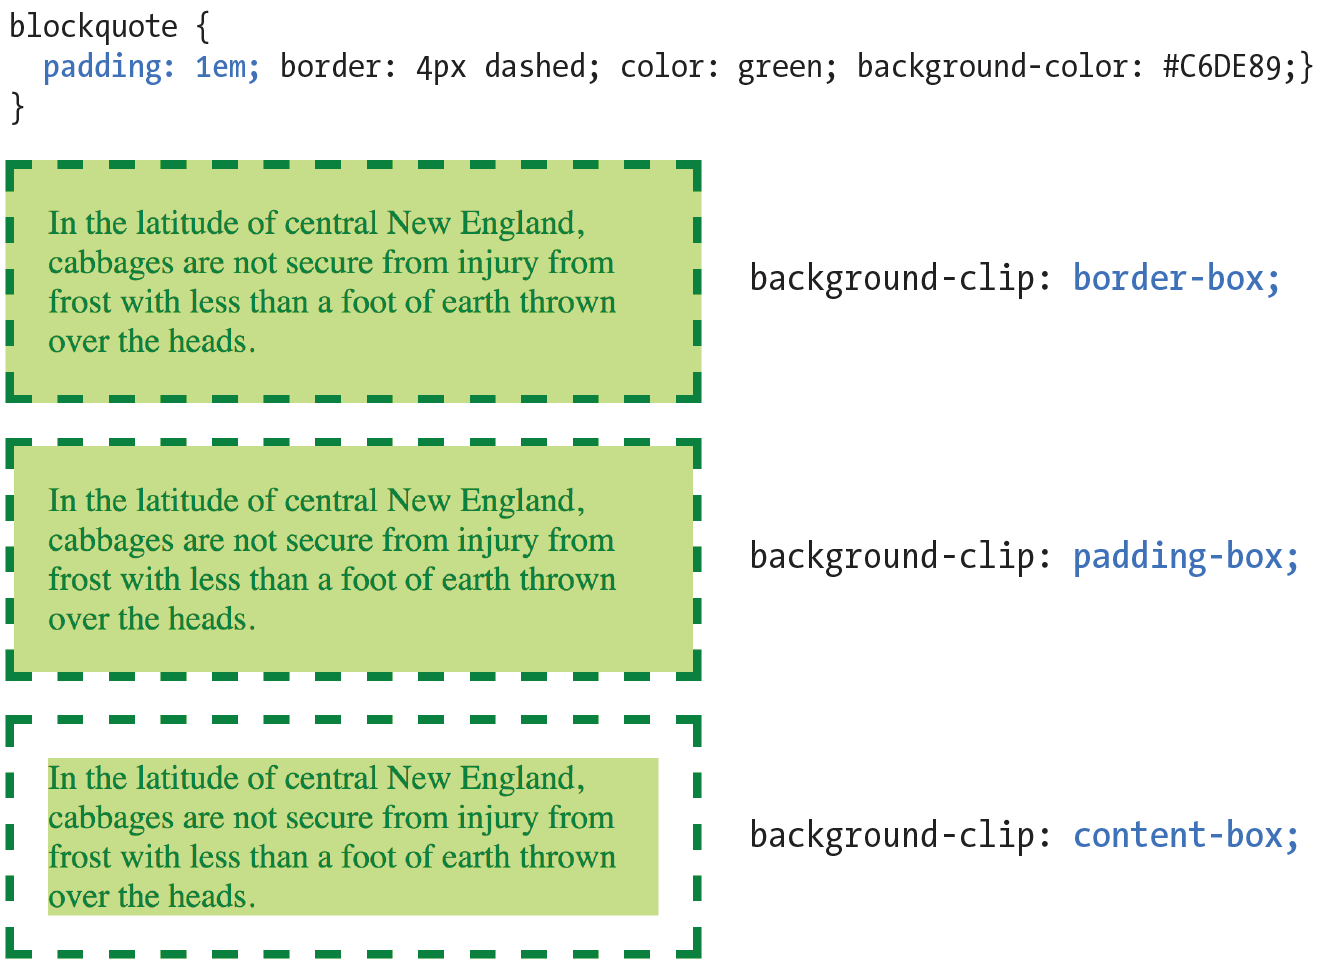 blockquote {
padding: 1em; border: 4px dashed; color: green; background-color: #C6DE89;}
}
In the latitude of central New England,
cabbages are not secure from injury from
frost with less than a foot of earth thrown
over the heads.
background-clip: border-box;
In the latitude of central New England,
cabbages are not secure from injury from
frost with less than a foot of earth thrown
over the heads.
background-clip: padding-box;
In the latitude of central New England,
cabbages are not secure from injury from
frost with less than a foot of earth thrown
over the heads.
background-clip: content-box;